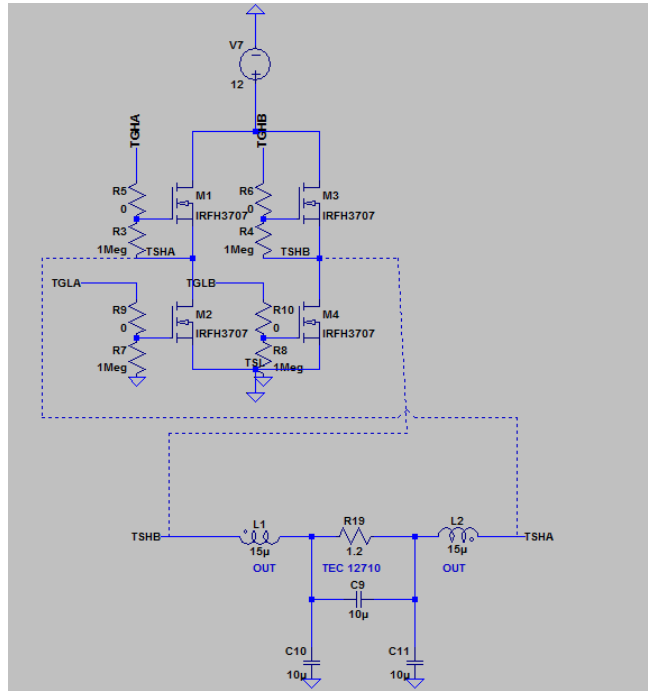 V7
12
TGHA
TGHB
R5
0
M1
IRFH3707
R3
1Meg
TSHA
R6
0
M3
IRFH3707
R4
1Meg
TSHB
TGLA
TGLB
R9
0
M2
IRFH3707
R7
1Meg
R10
0
M4
IRFH3707
R8
1Meg
TSL
TSHB
L1
15µ
OUT
R19
1.2
TEC 12710
L2
15µ
OUT
TSHA
C9
10µ
C10
10µ
C11
10µ